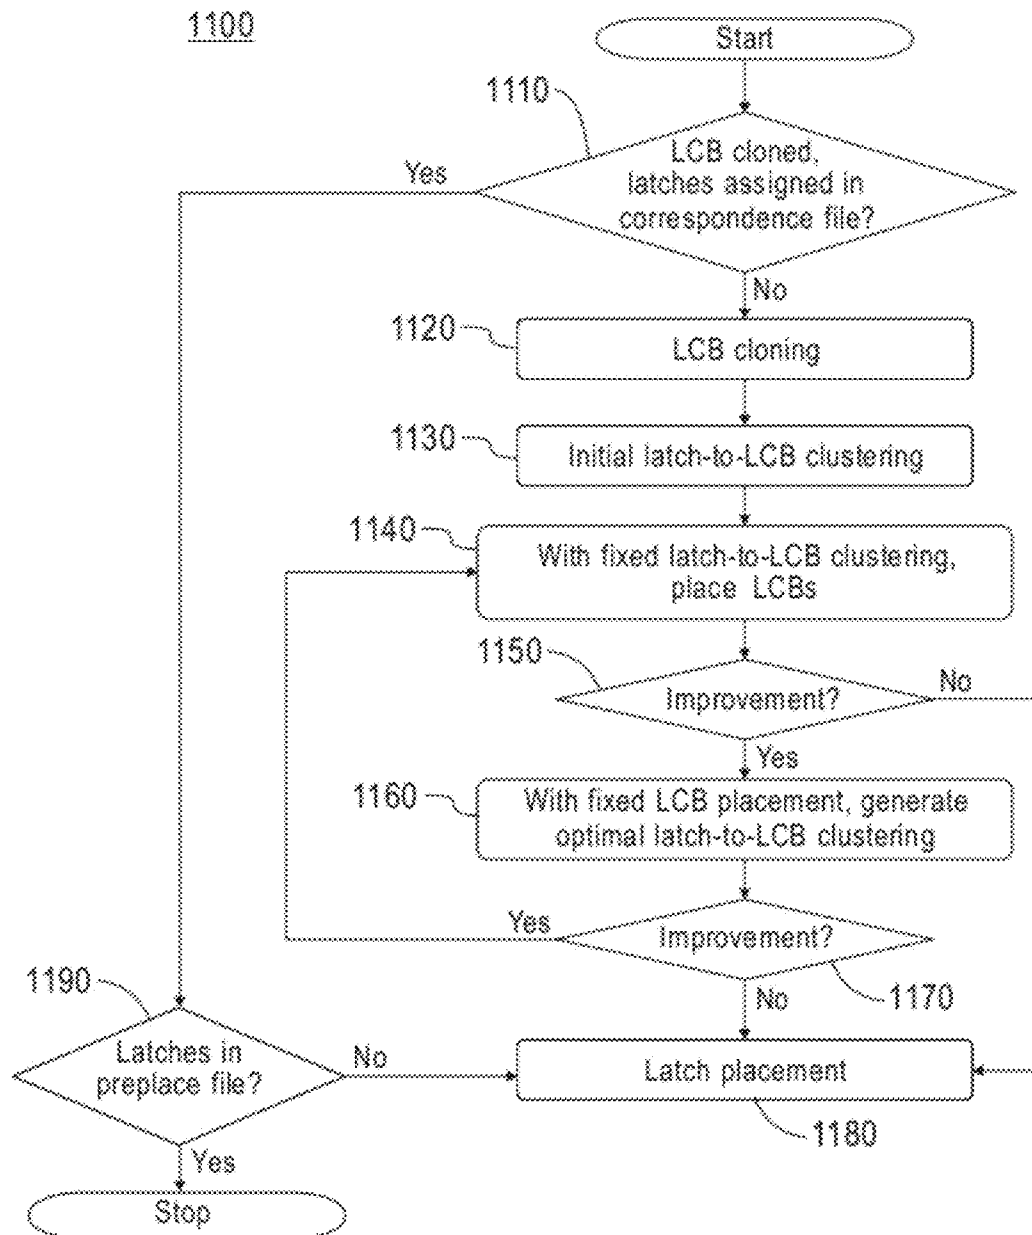 1100
Start
1110
LCB cloned,
latches assigned in
correspondence file?
Yes
No
1120
LCB cloning
1130
Initial latch-to-LCB clustering
1140
With fixed latch-to-LCB clustering,
place LCBs
1150
Improvement?
No
Yes
1160
With fixed LCB placement, generate
optimal latch-to-LCB clustering
Yes
Improvement?
1170
No
1190
Latches in
preplace file?
No
Latch placement
1180
Yes
Stop